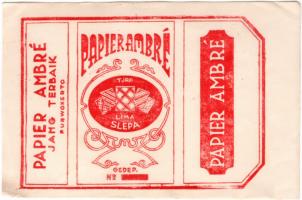 PAPIER AMBRÉ
JANG TERBAIK
PURWOKERTO
PAPIER AMBRÉ
TJAP
LIMA
SLEPA
GEDEP.
No
PAPIER AMBRÉ